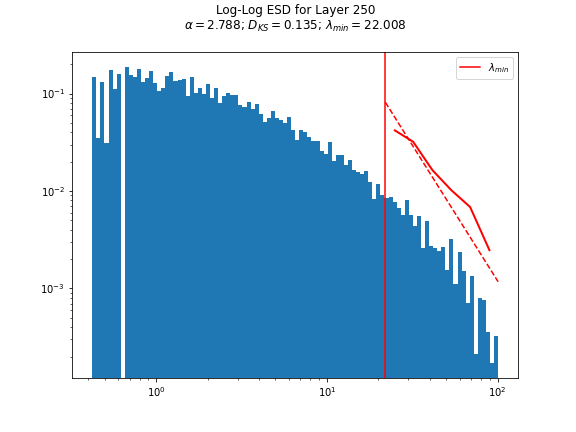 Log-Log ESD for Layer 250
α = 2.788; D_KS = 0.135; λ_min = 22.008
λ_min
10⁻¹
10⁻²
10⁻³
10⁰
10¹
10²